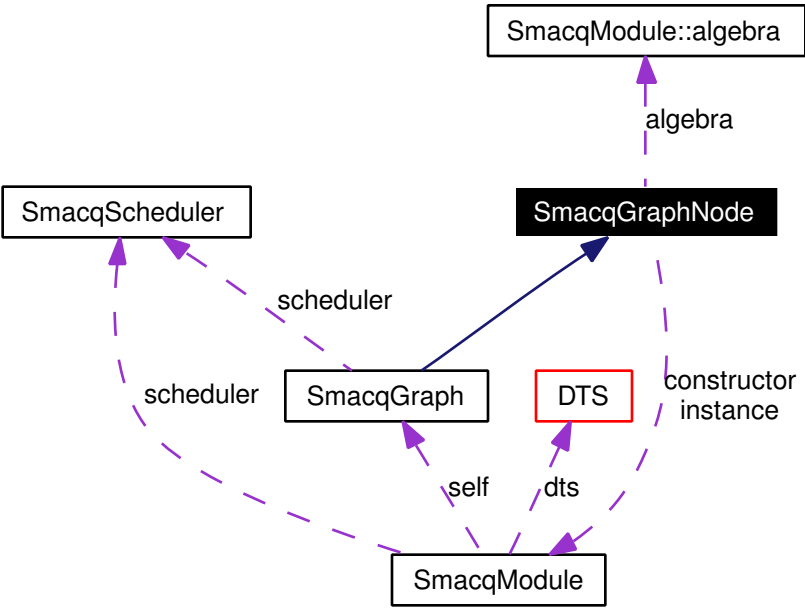 SmacqModule::algebra
algebra
SmacqScheduler
SmacqGraphNode
scheduler
scheduler
constructor
instance
SmacqGraph
DTS
self
dts
SmacqModule